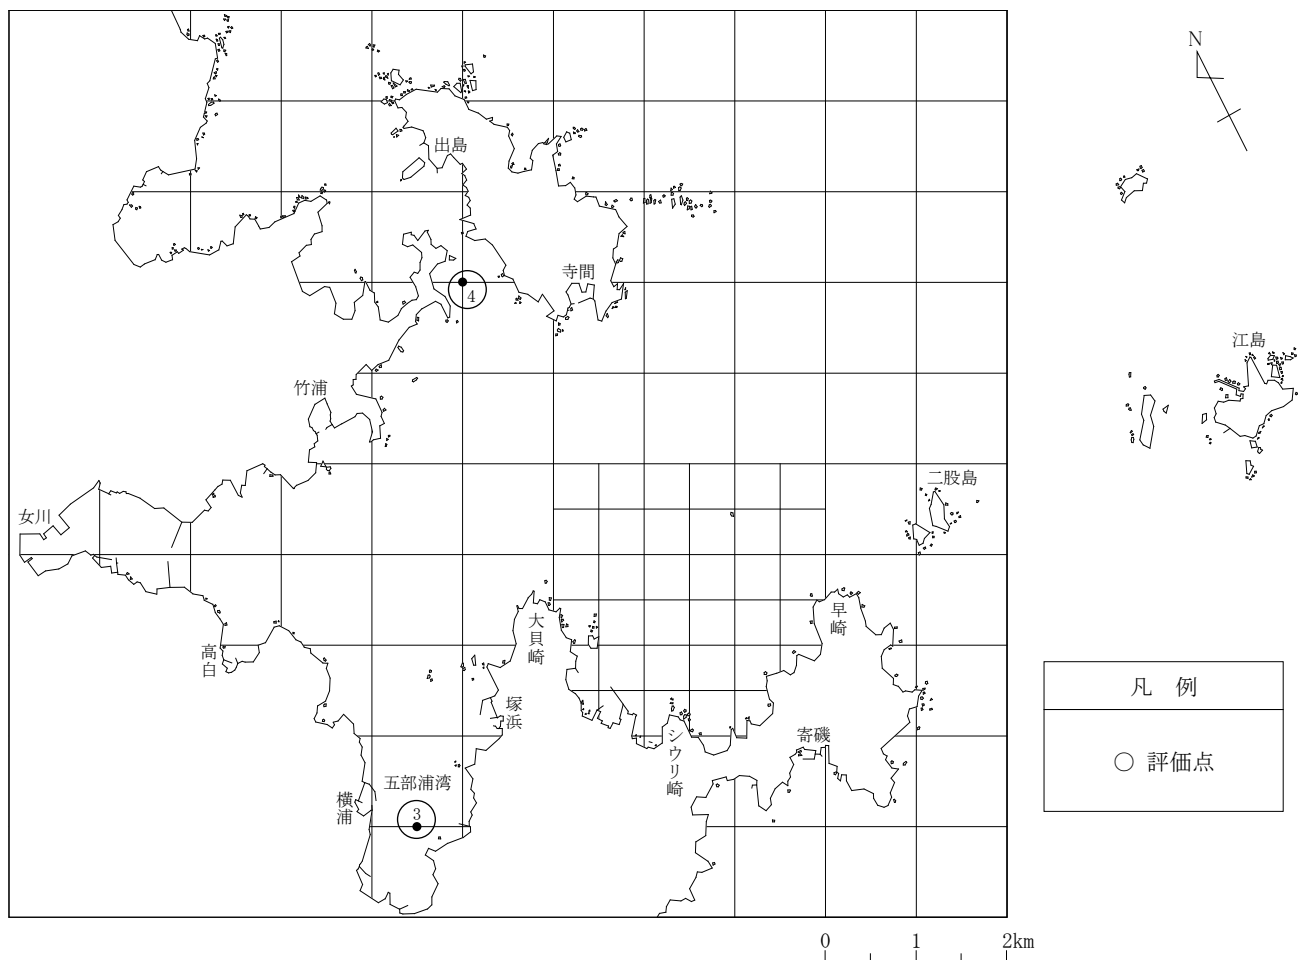 N
出島
寺間
4
江島
竹浦
二股島
女川
大貝崎
早崎
高白
塚浜
シウリ崎
寄磯
凡 例
○ 評価点
五部浦湾
横浦
3
0 1 2km